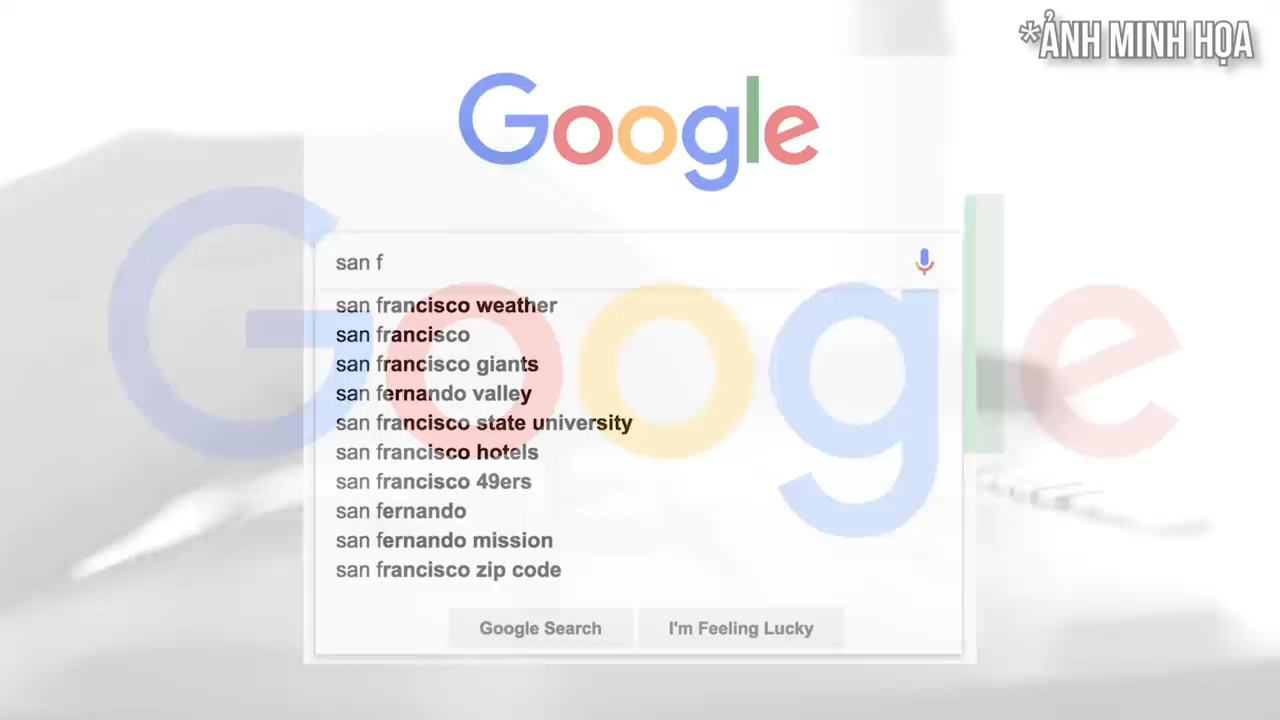 *ẢNH MINH HỌA
Google
Google
san f
san francisco weather
san francisco
san francisco giants
san fernando valley
san francisco state university
san francisco hotels
san francisco 49ers
san fernando
san fernando mission
san francisco zip code
Google Search
I'm Feeling Lucky